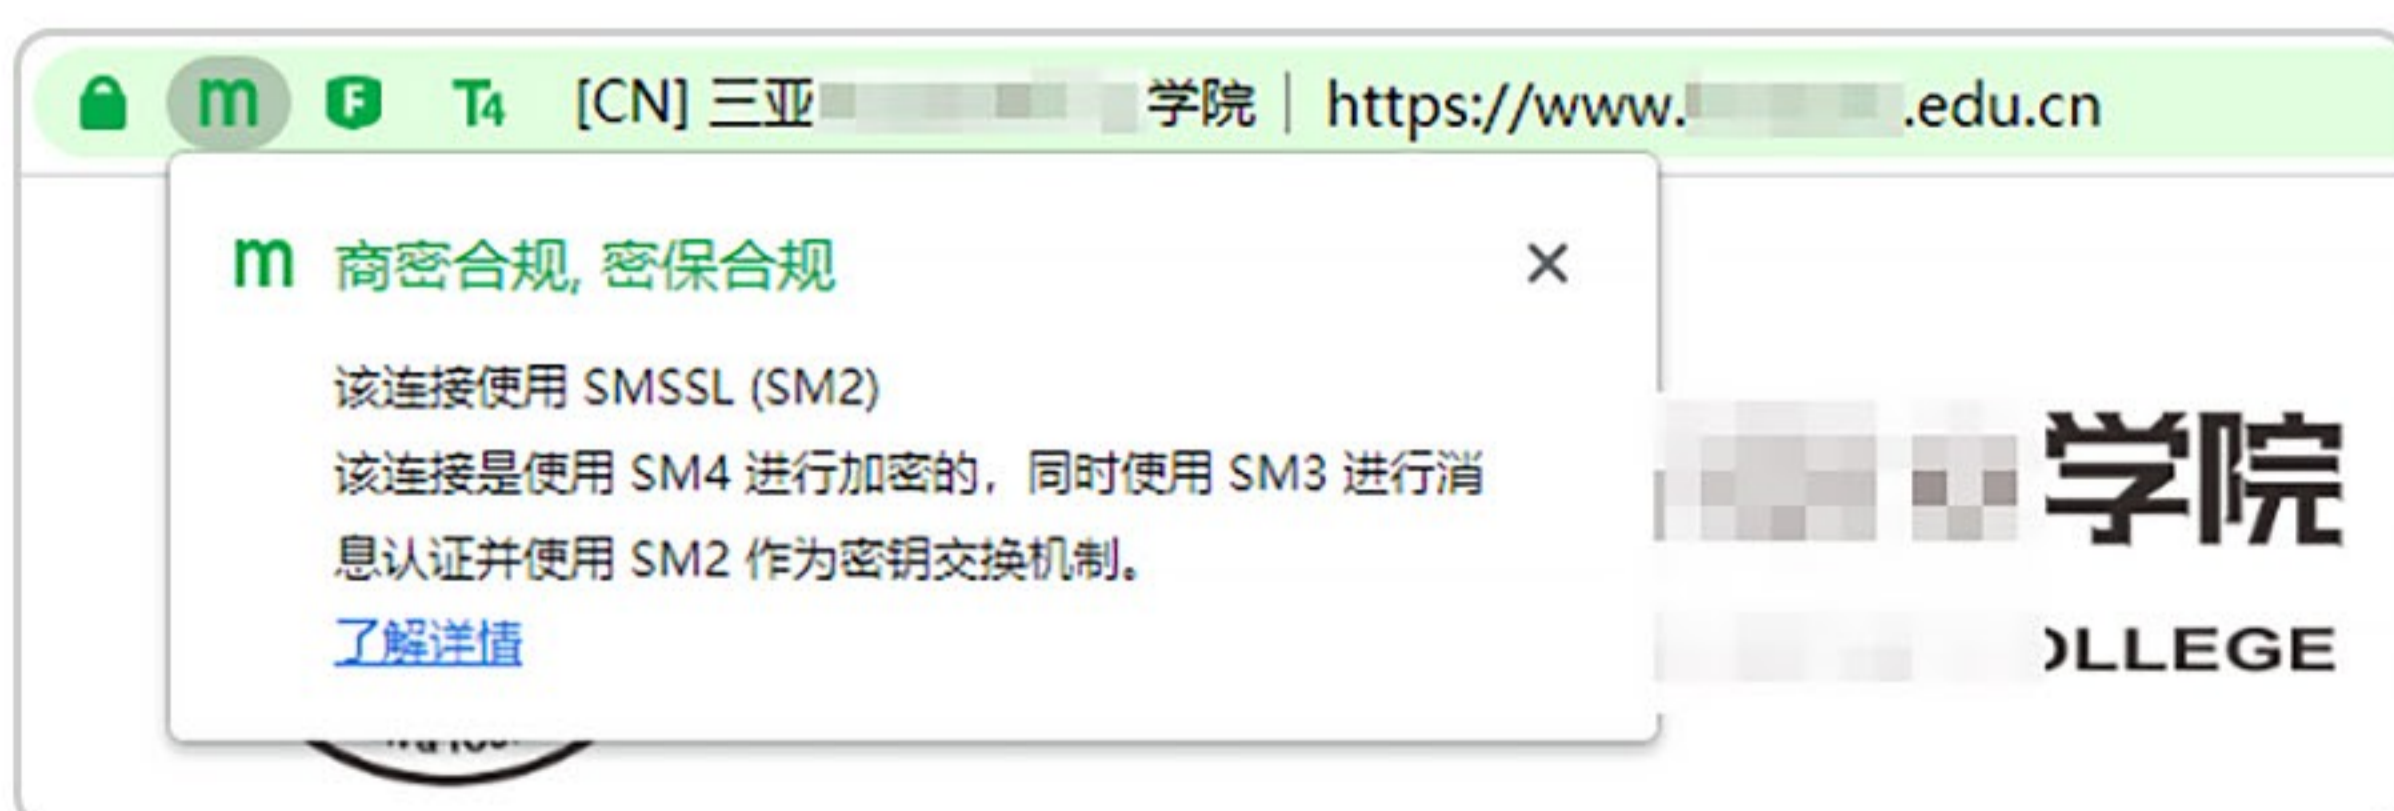 m F T4 [CN] 三亚 学院 | https://www. .edu.cn
m 商密合规, 密保合规 ×
该连接使用 SMSSL (SM2)
该连接是使用 SM4 进行加密的，同时使用 SM3 进行消
息认证并使用 SM2 作为密钥交换机制。
了解详情
学院
OLLEGE